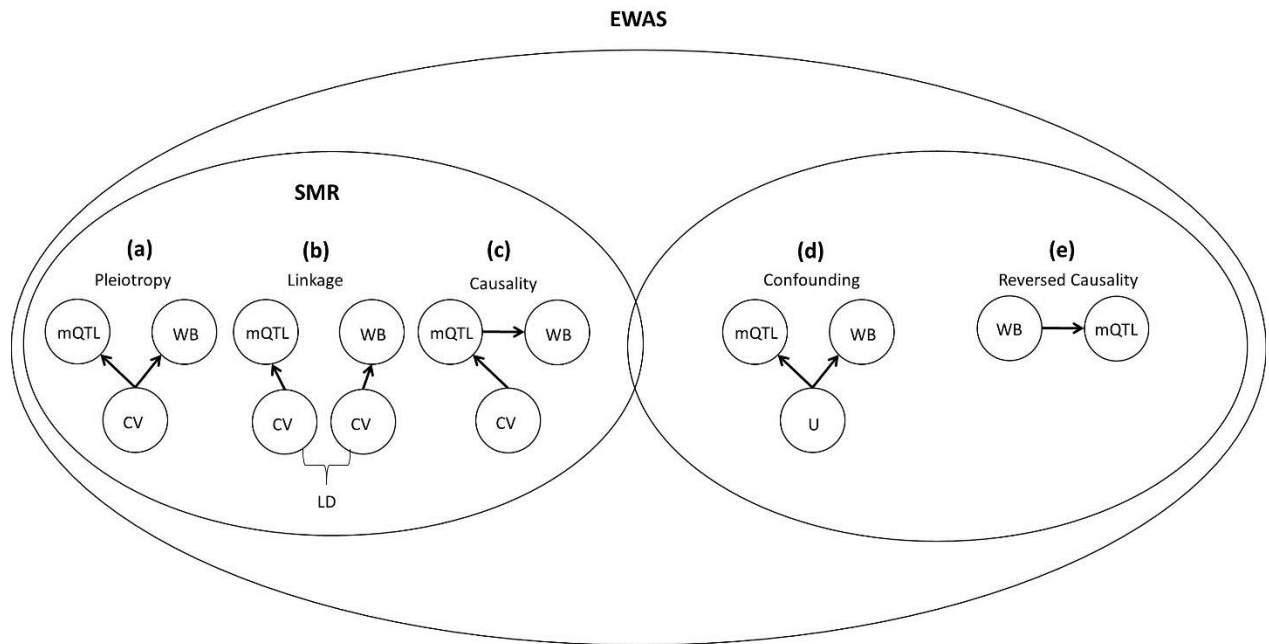 EWAS
SMR
(a)
Pleiotropy
mQTL
WB
CV
(b)
Linkage
mQTL
WB
CV
CV
LD
(c)
Causality
mQTL
WB
CV
(d)
Confounding
mQTL
WB
U
(e)
Reversed Causality
WB
mQTL